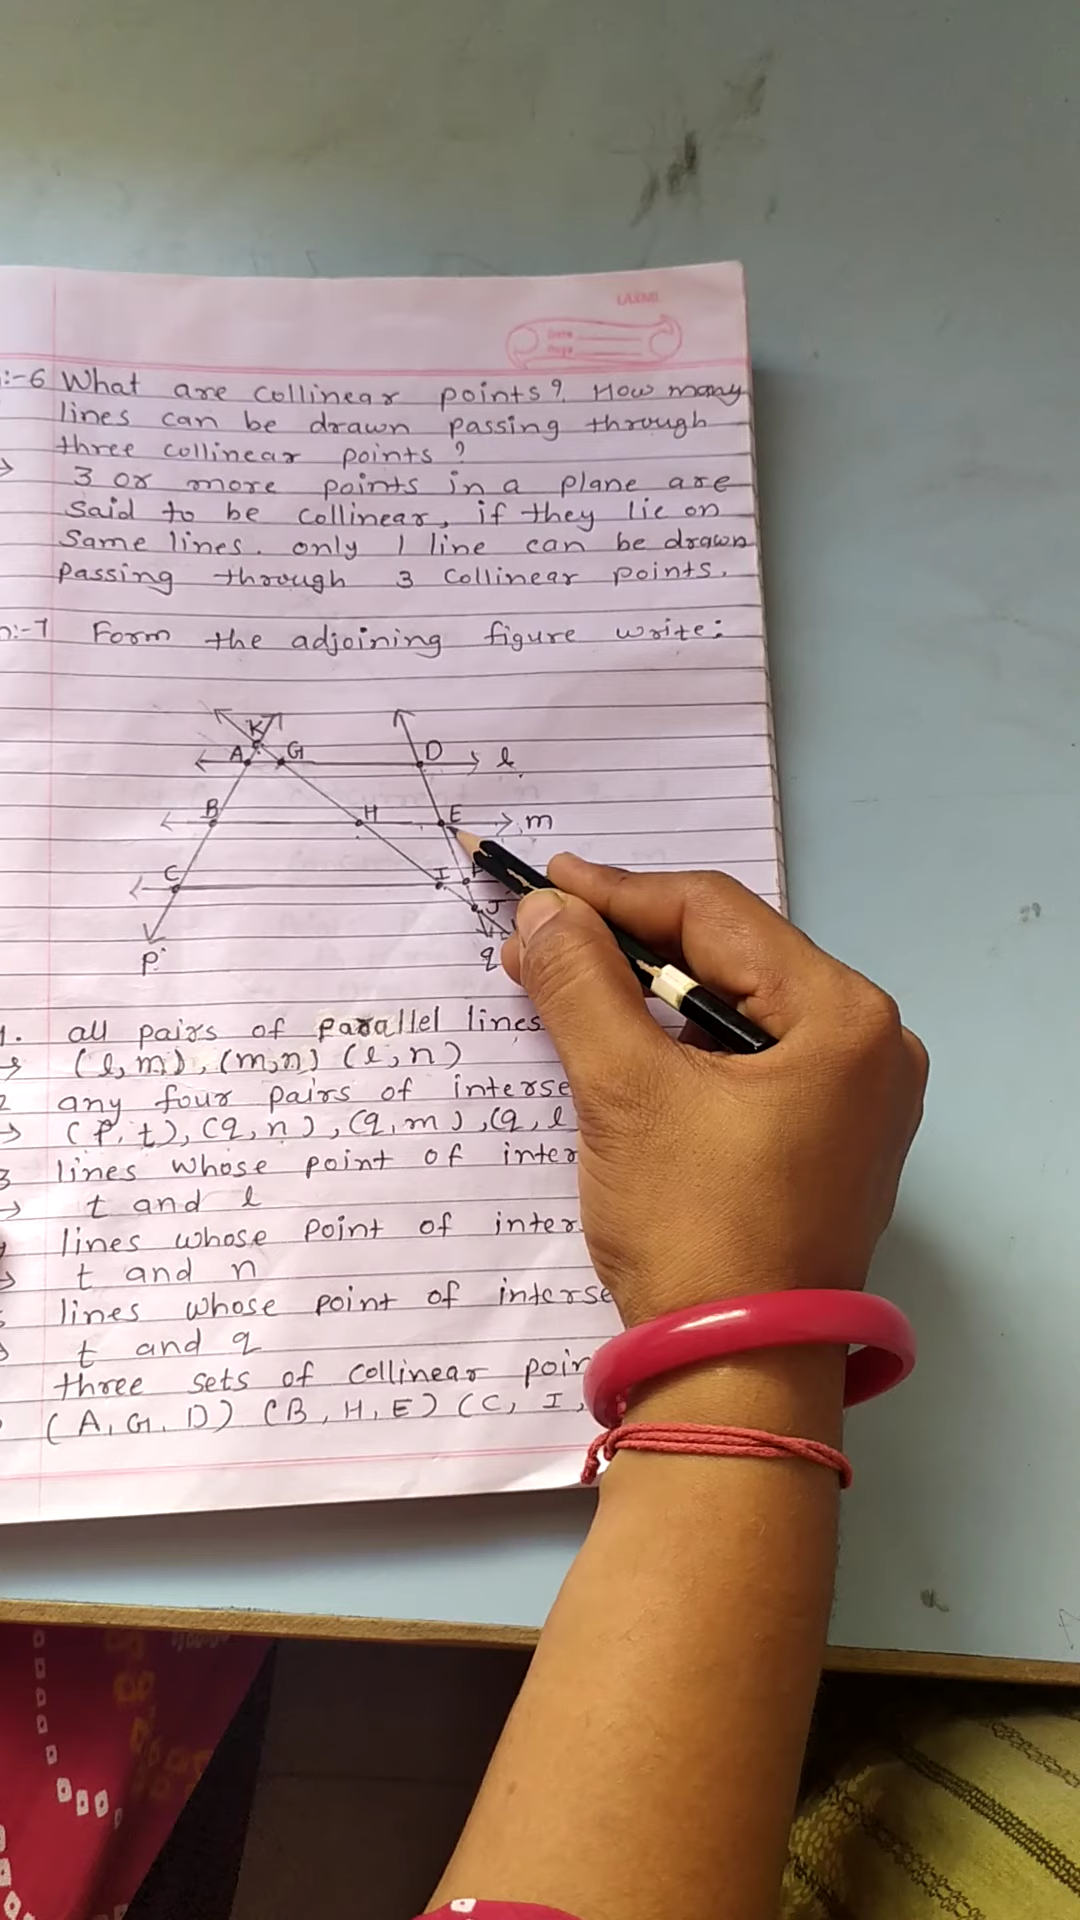 LAXMI
Date
Page
:-6 What are collinear points? How many
lines can be drawn passing through
three collinear points?
3 or more points in a plane are
said to be collinear, if they lie on
same lines. only 1 line can be drawn
passing through 3 collinear points.
:-7 Form the adjoining figure write:
K
A G D l
B H E m
C I F
J
P q
1. all pairs of parallel lines
(l, m), (m,n) (l, n)
2 any four pairs of interse
(P, t), (q, n), (q, m), (q, l
3 lines whose point of inter
t and l
lines whose point of inter
t and n
lines whose point of interse
t and q
three sets of collinear poin
(A, G, D) (B, H, E) (C, I,